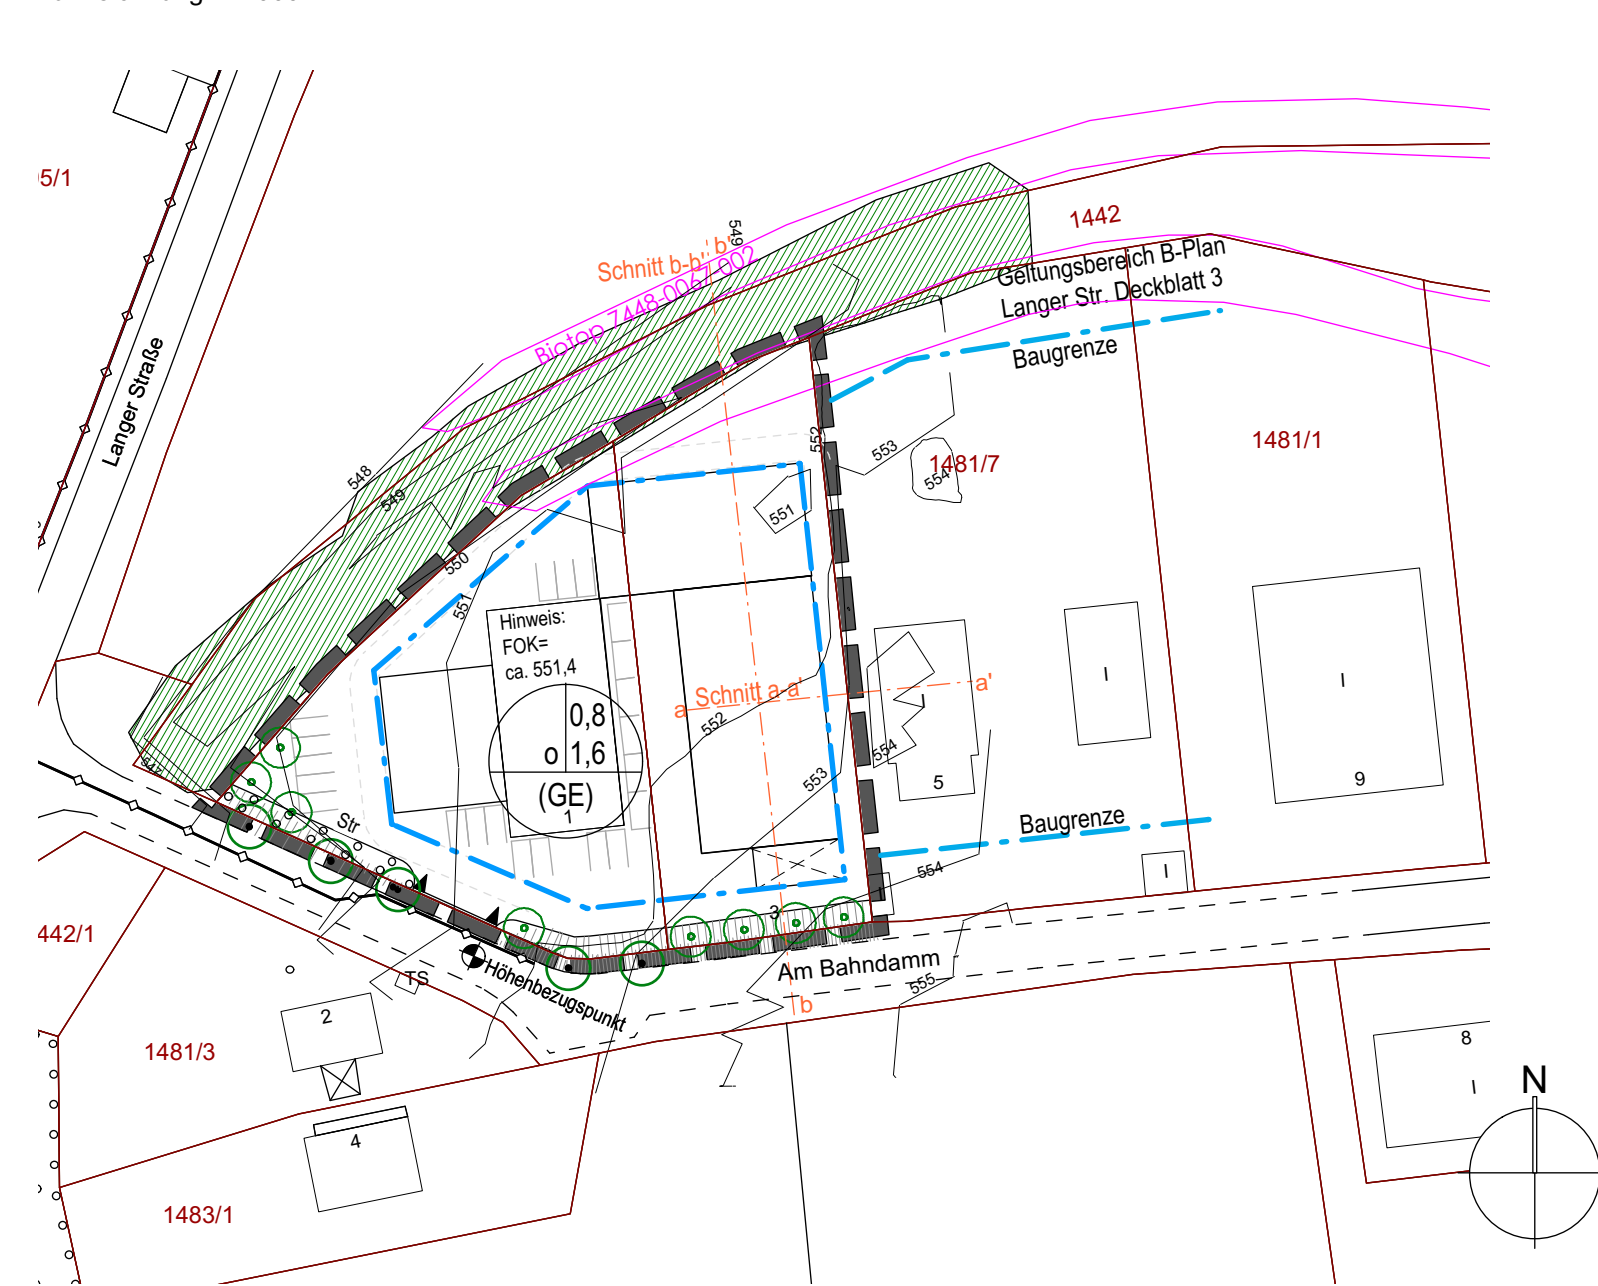 5/1
Langer Straße
548
549
549
b'
Schnitt b-b'
Biotop 7448-0067-002
1442
Geltungsbereich B-Plan
Langer Str. Deckblatt 3
Baugrenze
552
553
1481/7
554
1481/1
551
550
551
Hinweis:
FOK=
ca. 551,4
0,8
o 1,6
(GE)
1
a Schnitt a-a' a'
552
553
554
5
I
I
9
547
Str
Baugrenze
554
I
3
442/1
Höhenbezugspunkt
TS
Am Bahndamm
555
b
2
1481/3
4
1483/1
8
I
N